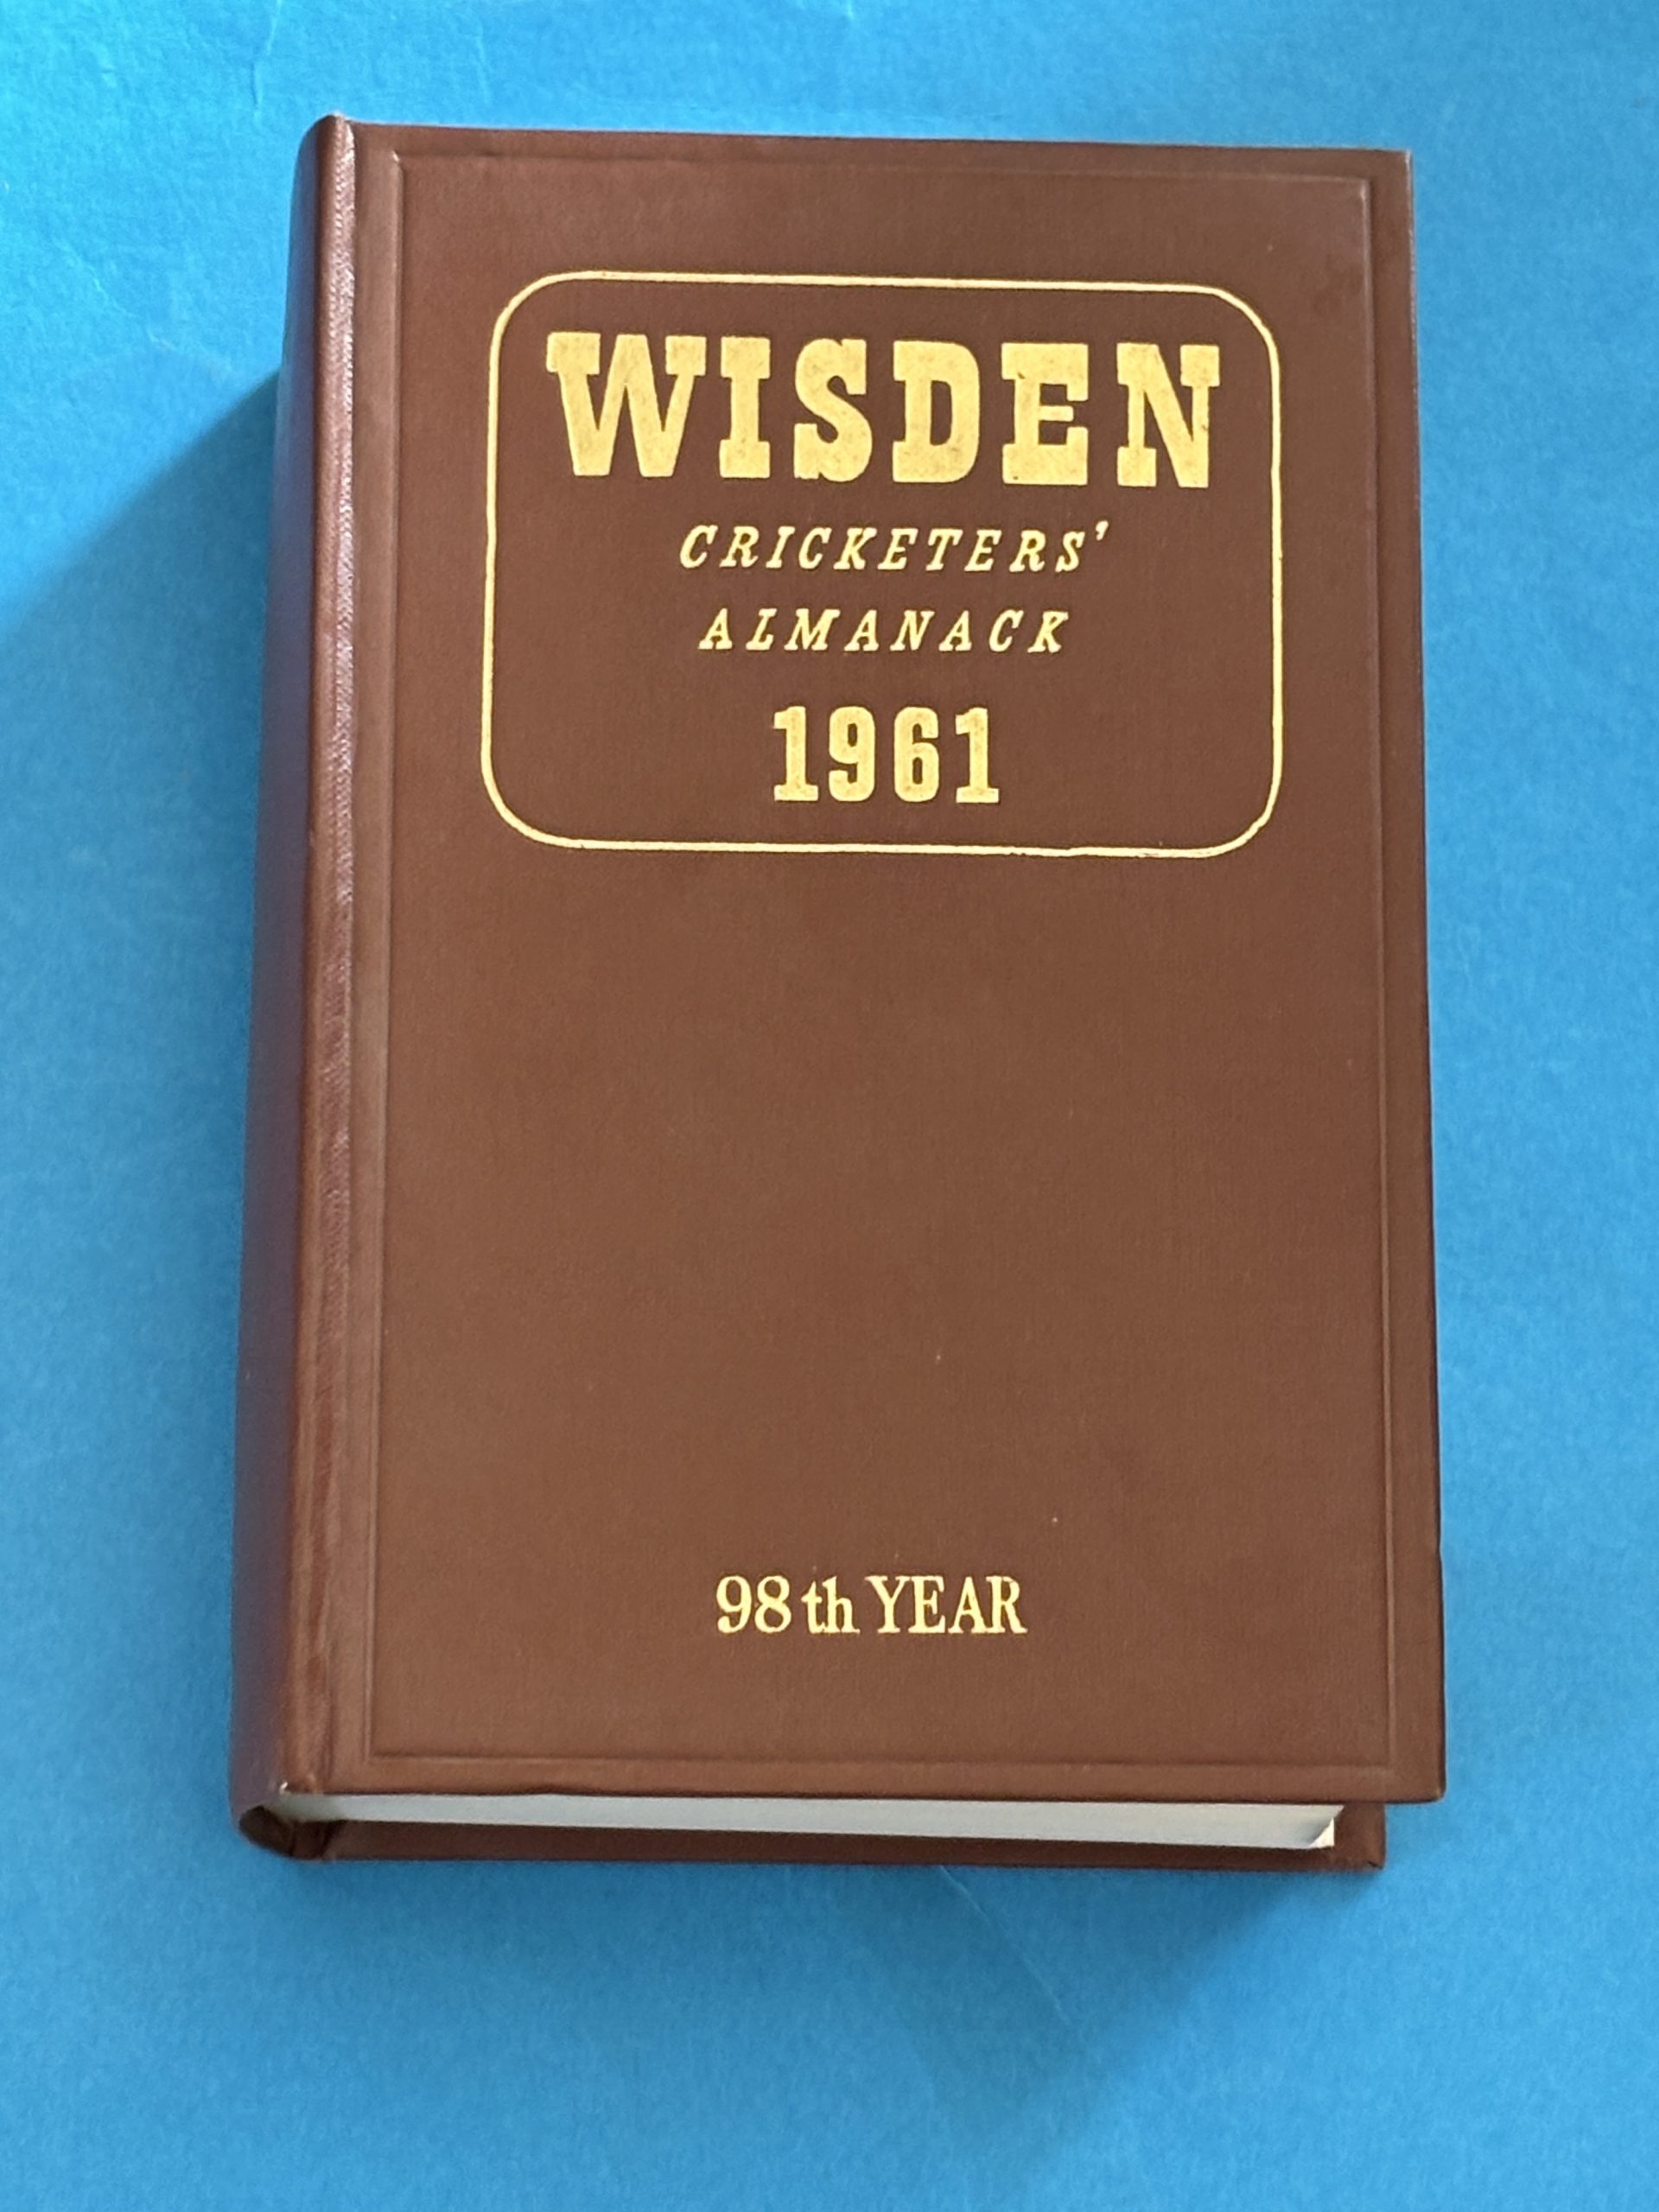 WISDEN
CRICKETERS'
ALMANACK
1961
98th YEAR